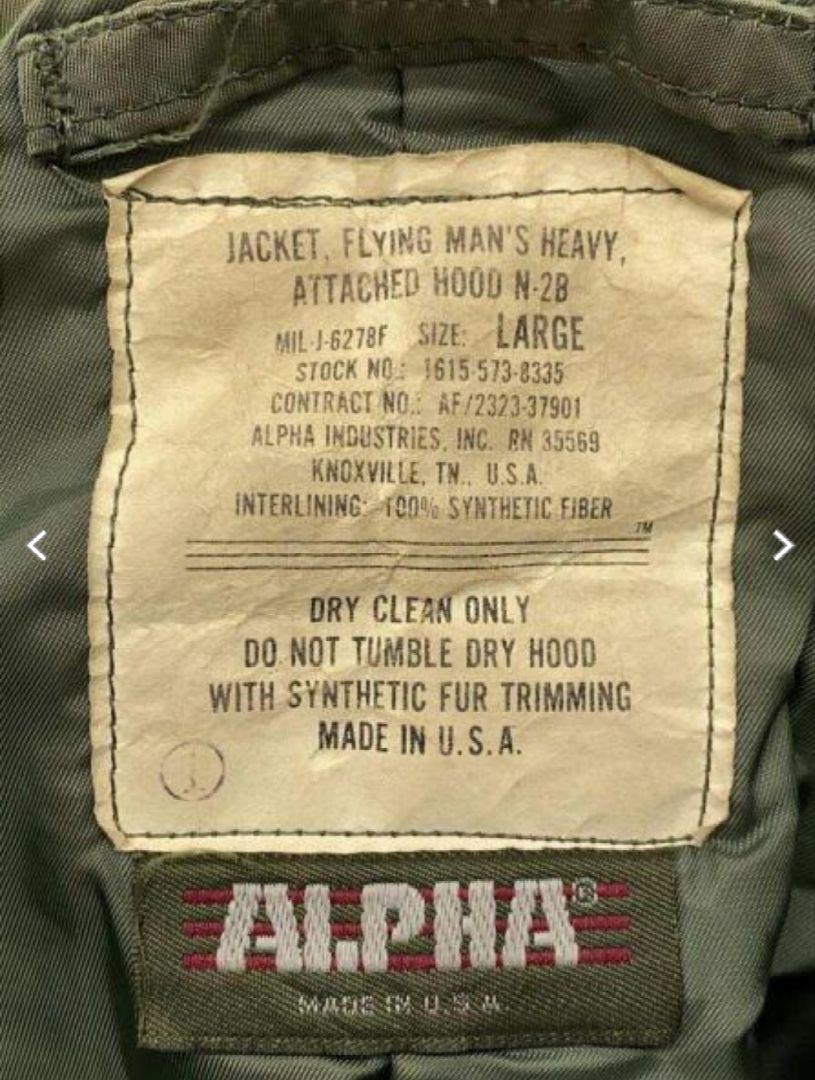 JACKET, FLYING MAN'S HEAVY,
ATTACHED HOOD N-2B
MIL-J-6278F SIZE: LARGE
STOCK NO.: 1615-573-8335
CONTRACT NO.: AF/2323-37901
ALPHA INDUSTRIES, INC. RN 35569
KNOXVILLE, TN., U.S.A.
INTERLINING: 100% SYNTHETIC FIBER
TM
DRY CLEAN ONLY
DO NOT TUMBLE DRY HOOD
WITH SYNTHETIC FUR TRIMMING
MADE IN U.S.A.
ALPHA®
MADE IN U.S.A.